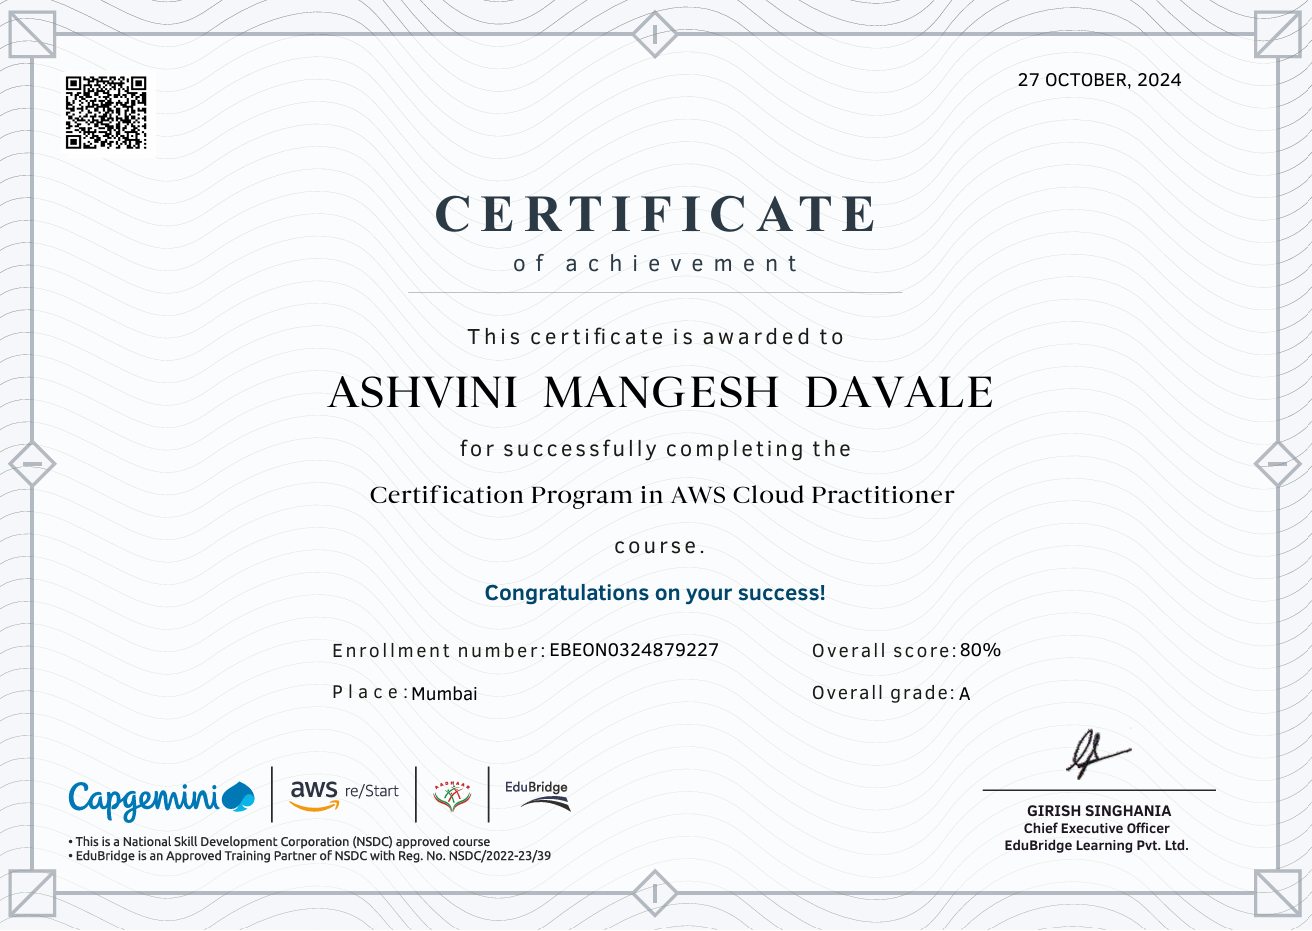 27 OCTOBER, 2024
CERTIFICATE
of achievement
This certificate is awarded to
ASHVINI MANGESH DAVALE
for successfully completing the
Certification Program in AWS Cloud Practitioner
course.
Congratulations on your success!
Enrollment number: EBEON0324879227
Overall score: 80%
Place: Mumbai
Overall grade: A
Capgemini
aws re/Start
AADHAAR
EduBridge
• This is a National Skill Development Corporation (NSDC) approved course
• EduBridge is an Approved Training Partner of NSDC with Reg. No. NSDC/2022-23/39
GIRISH SINGHANIA
Chief Executive Officer
EduBridge Learning Pvt. Ltd.